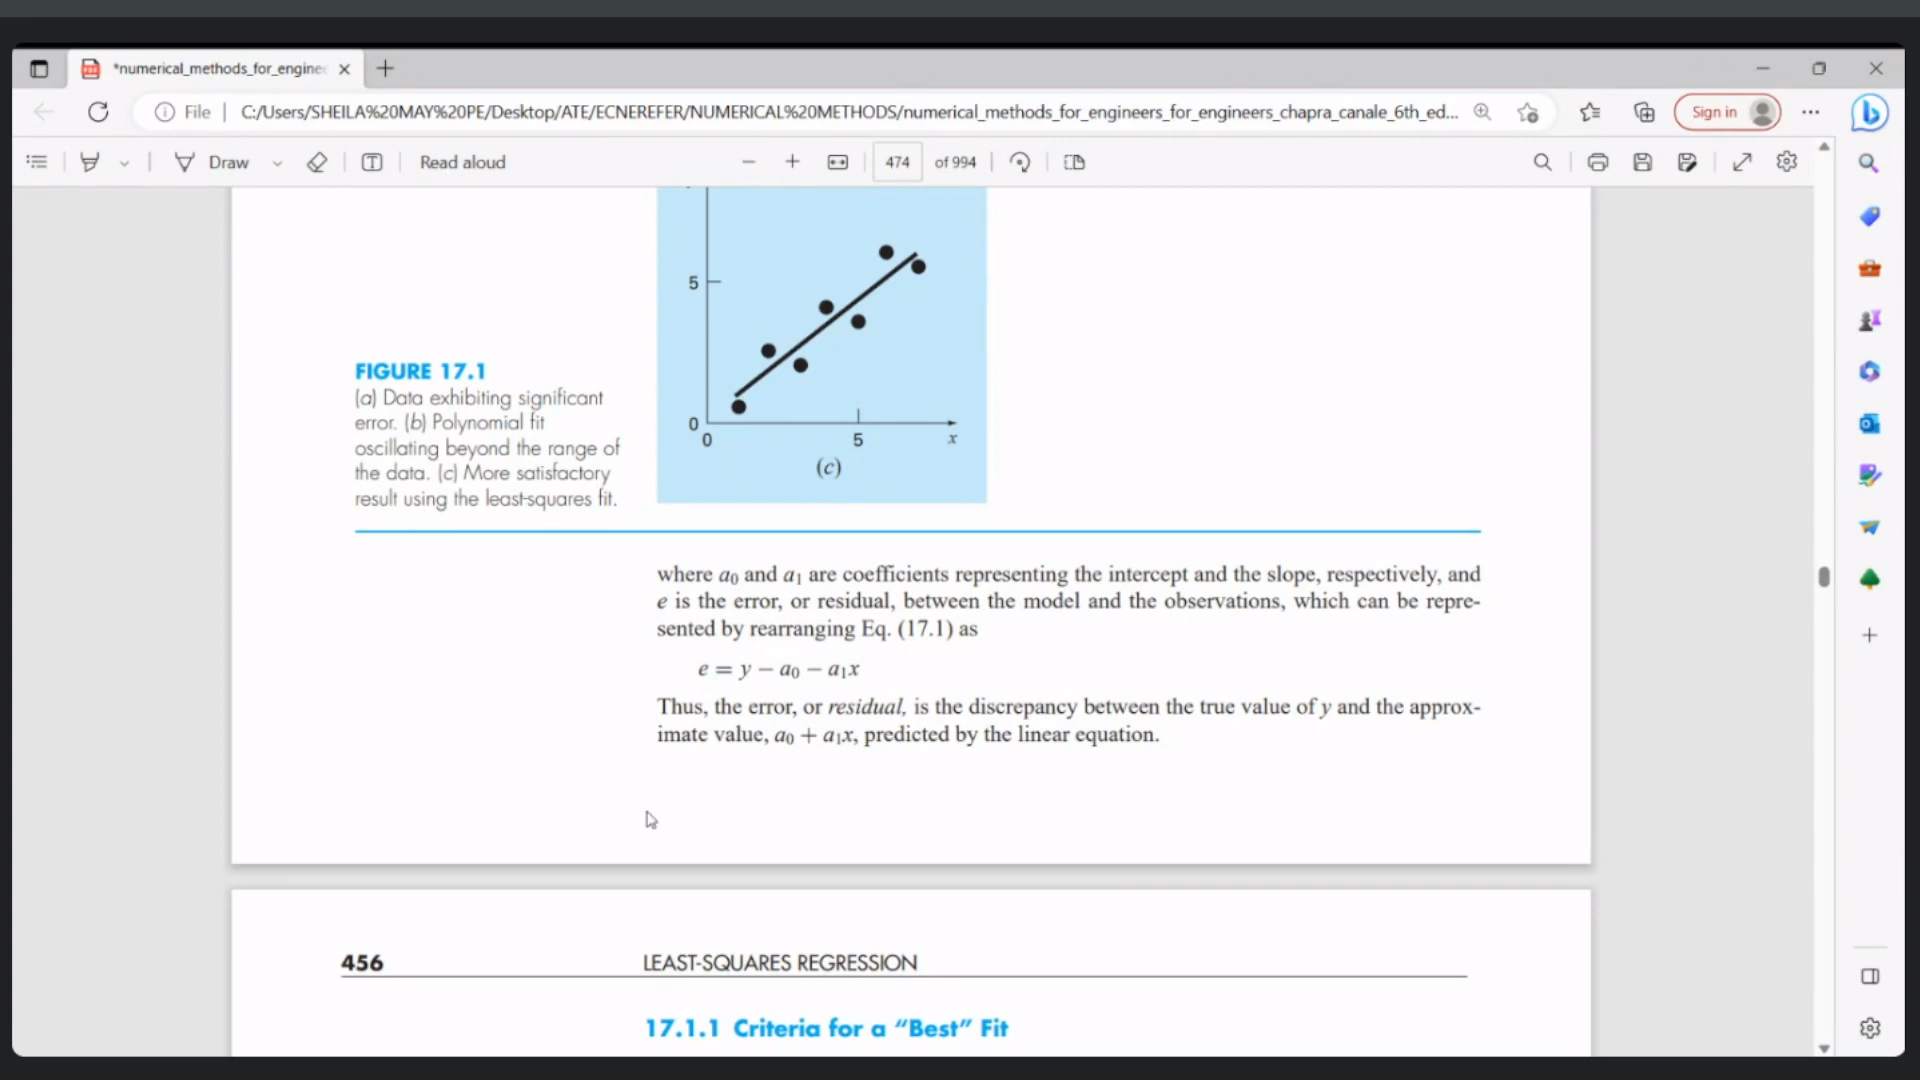 *numerical_methods_for_enginee
File
C:/Users/SHEILA%20MAY%20PE/Desktop/ATE/ECNEREFER/NUMERICAL%20METHODS/numerical_methods_for_engineers_for_engineers_chapra_canale_6th_ed...
Sign in
Draw
Read aloud
474 of 994
5
0
0
5
x
(c)
FIGURE 17.1
(a) Data exhibiting significant
error. (b) Polynomial fit
oscillating beyond the range of
the data. (c) More satisfactory
result using the least-squares fit.
where a₀ and a₁ are coefficients representing the intercept and the slope, respectively, and
e is the error, or residual, between the model and the observations, which can be repre-
sented by rearranging Eq. (17.1) as
e = y − a₀ − a₁x
Thus, the error, or residual, is the discrepancy between the true value of y and the approx-
imate value, a₀ + a₁x, predicted by the linear equation.
456
LEAST-SQUARES REGRESSION
17.1.1 Criteria for a “Best” Fit